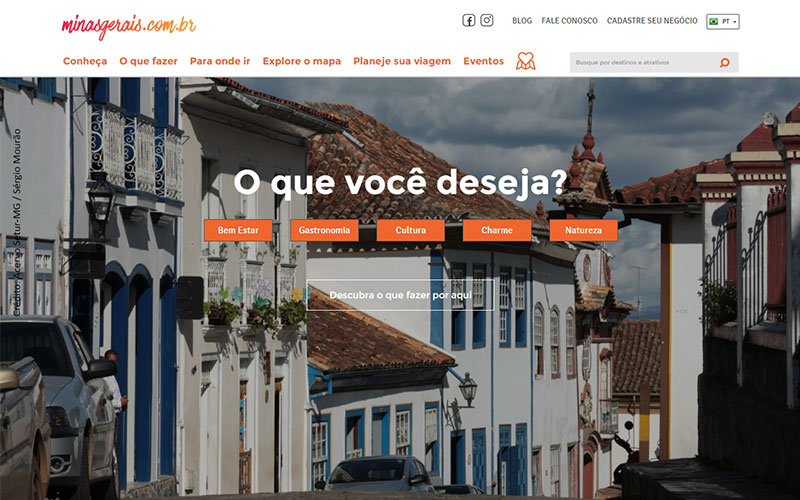 minasgerais.com.br
BLOG FALE CONOSCO CADASTRE SEU NEGÓCIO PT
Conheça O que fazer Para onde ir Explore o mapa Planeje sua viagem Eventos
Busque por destinos e atrativos
Crédito: Acervo Setur-MG / Sérgio Mourão
O que você deseja?
Bem Estar Gastronomia Cultura Charme Natureza
Descubra o que fazer por aqui